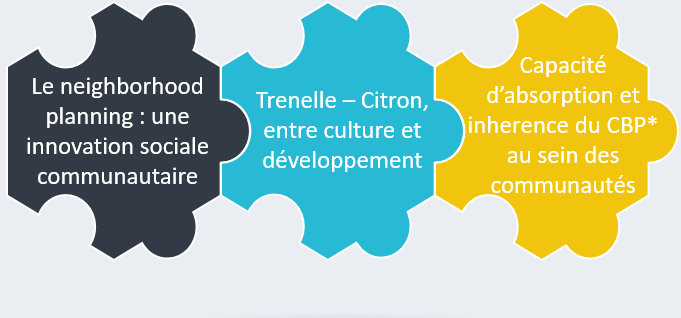 Le neighborhood
planning : une
innovation sociale
communautaire
Trenelle – Citron,
entre culture et
développement
Capacité
d’absorption et
inherence du CBP*
au sein des
communautés